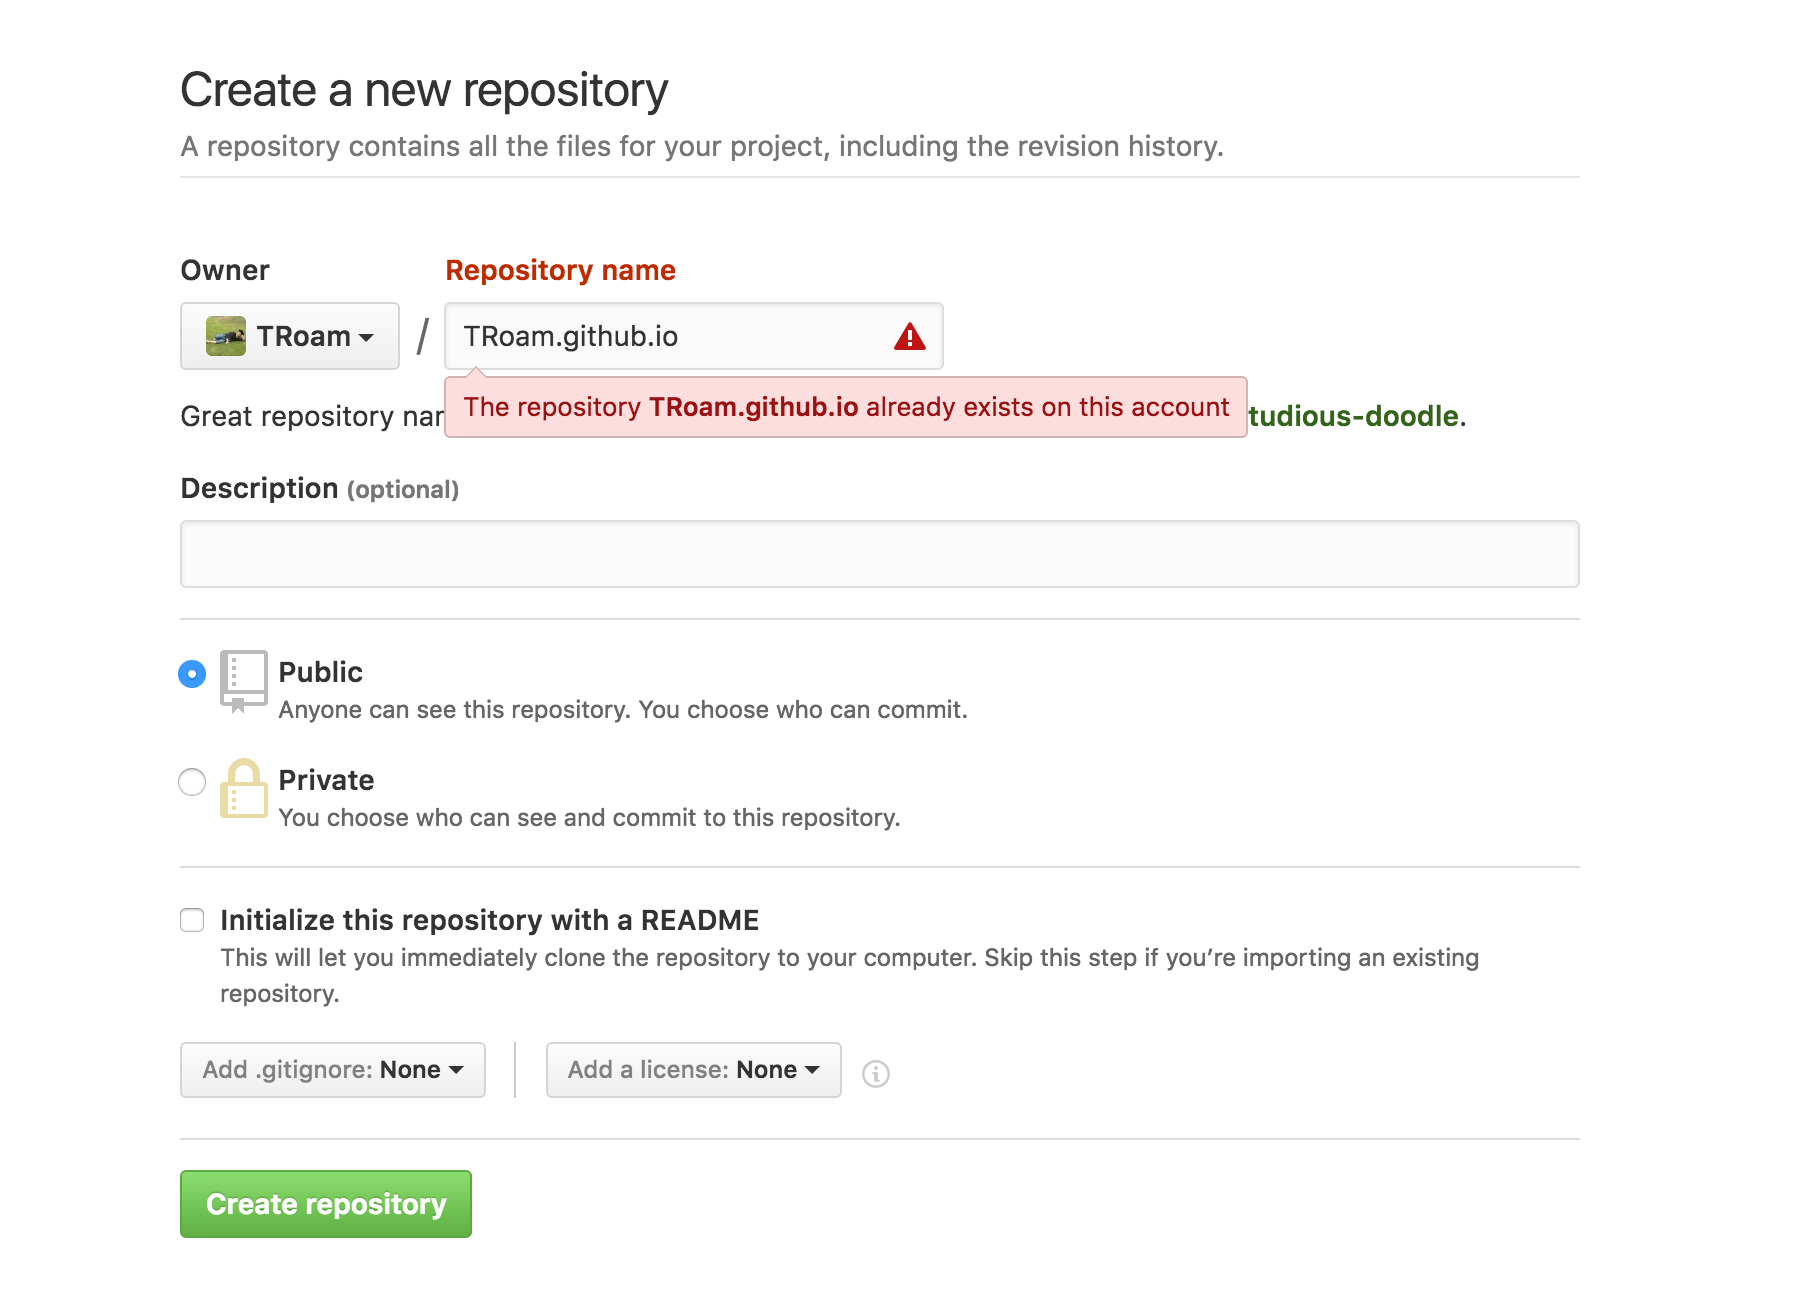 Create a new repository
A repository contains all the files for your project, including the revision history.
Owner
Repository name
TRoam / TRoam.github.io
The repository TRoam.github.io already exists on this account
Great repository tudious-doodle.
Description (optional)
Public
Anyone can see this repository. You choose who can commit.
Private
You choose who can see and commit to this repository.
Initialize this repository with a README
This will let you immediately clone the repository to your computer. Skip this step if you’re importing an existing
repository.
Add .gitignore: None
Add a license: None
Create repository